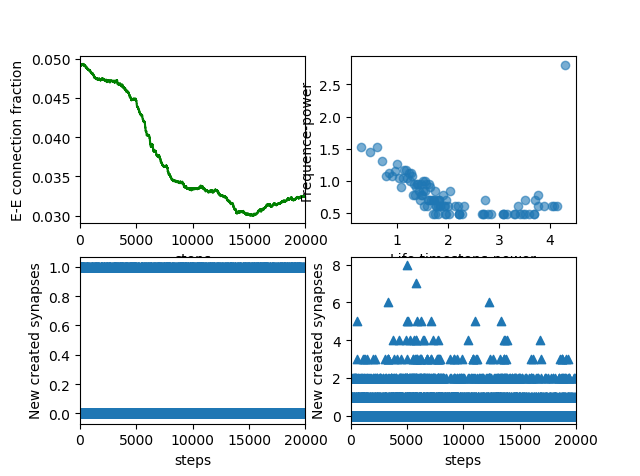 E-E connection fraction
0.050
0.045
0.040
0.035
0.030
0 5000 10000 15000 20000
steps
Frequence-power
2.5
2.0
1.5
1.0
0.5
1 2 3 4
Life timesteps power
New created synapses
1.0
0.8
0.6
0.4
0.2
0.0
0 5000 10000 15000 20000
steps
New created synapses
8
6
4
2
0
0 5000 10000 15000 20000
steps